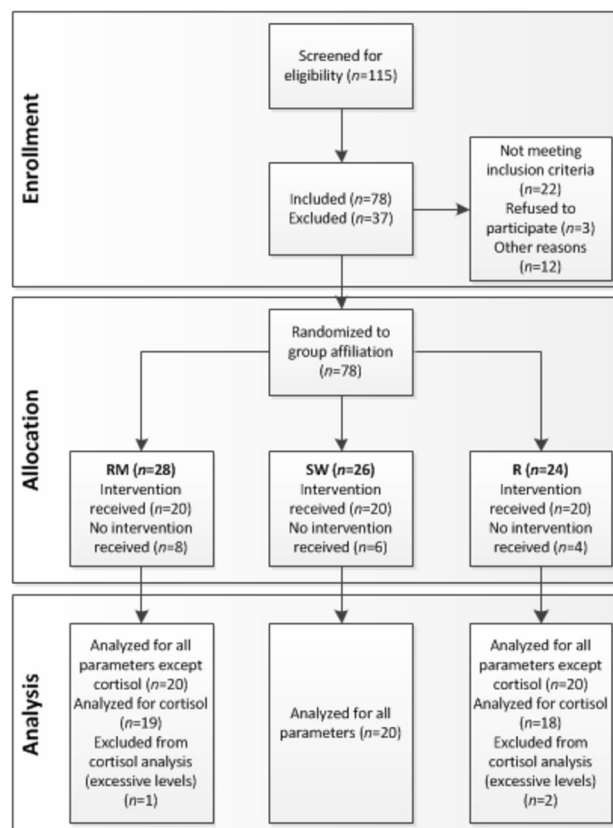 Enrollment
Screened for
eligibility (n=115)
Included (n=78)
Excluded (n=37)
Not meeting
inclusion criteria
(n=22)
Refused to
participate (n=3)
Other reasons
(n=12)
Allocation
Randomized to
group affiliation
(n=78)
RM (n=28)
Intervention
received (n=20)
No intervention
received (n=8)
SW (n=26)
Intervention
received (n=20)
No intervention
received (n=6)
R (n=24)
Intervention
received (n=20)
No intervention
received (n=4)
Analysis
Analyzed for all
parameters except
cortisol (n=20)
Analyzed for cortisol
(n=19)
Excluded from
cortisol analysis
(excessive levels)
(n=1)
Analyzed for all
parameters (n=20)
Analyzed for all
parameters except
cortisol (n=20)
Analyzed for cortisol
(n=18)
Excluded from
cortisol analysis
(excessive levels)
(n=2)